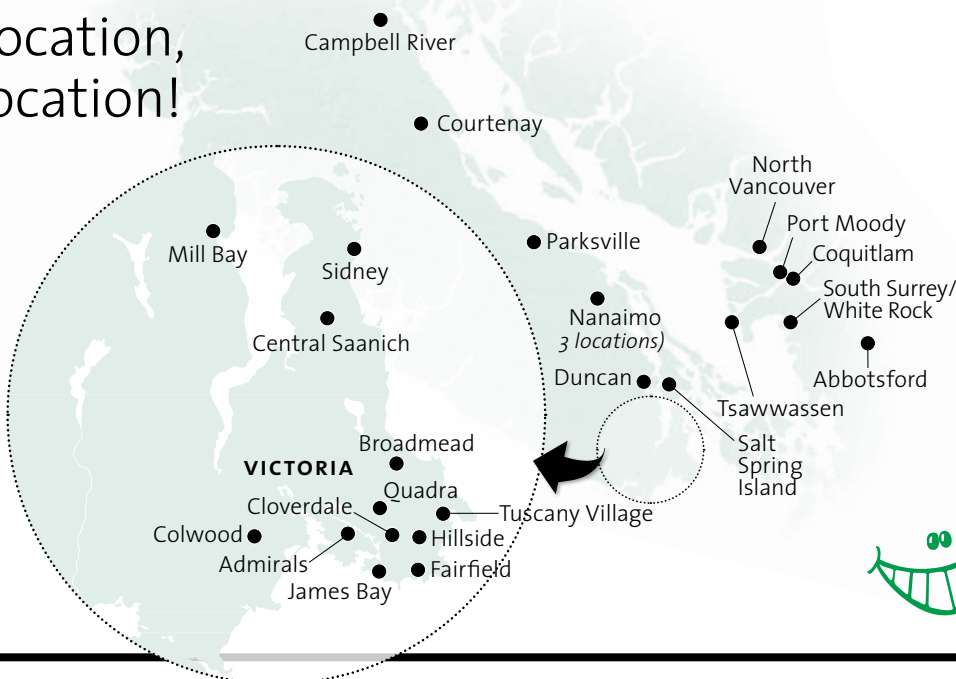 ocation,
ocation!
Campbell River
Courtenay
North
Vancouver
Port Moody
Coquitlam
South Surrey/
White Rock
Abbotsford
Tsawwassen
Parksville
Nanaimo
3 locations)
Duncan
Salt
Spring
Island
Mill Bay
Sidney
Central Saanich
Broadmead
VICTORIA
Quadra
Cloverdale
Tuscany Village
Colwood
Hillside
Admirals
Fairfield
James Bay